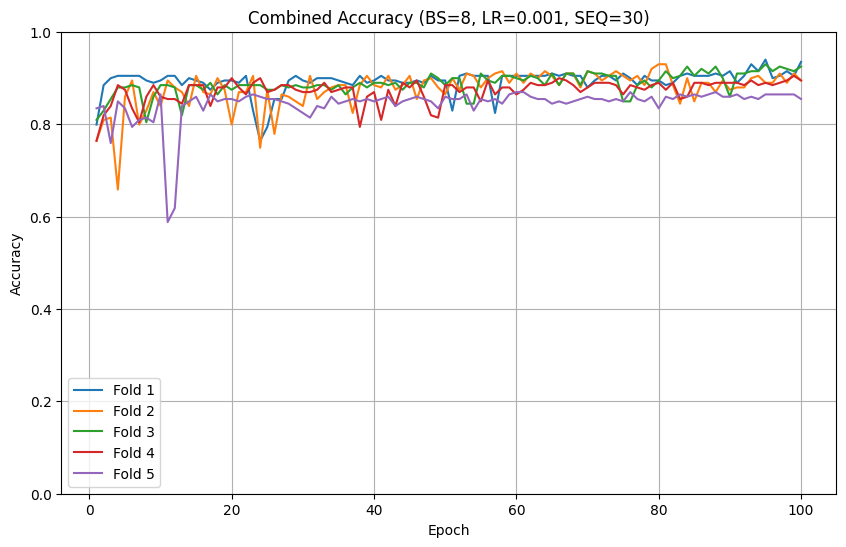 Combined Accuracy (BS=8, LR=0.001, SEQ=30)
1.0
0.8
0.6
0.4
0.2
0.0
Accuracy
Fold 1
Fold 2
Fold 3
Fold 4
Fold 5
0 20 40 60 80 100
Epoch